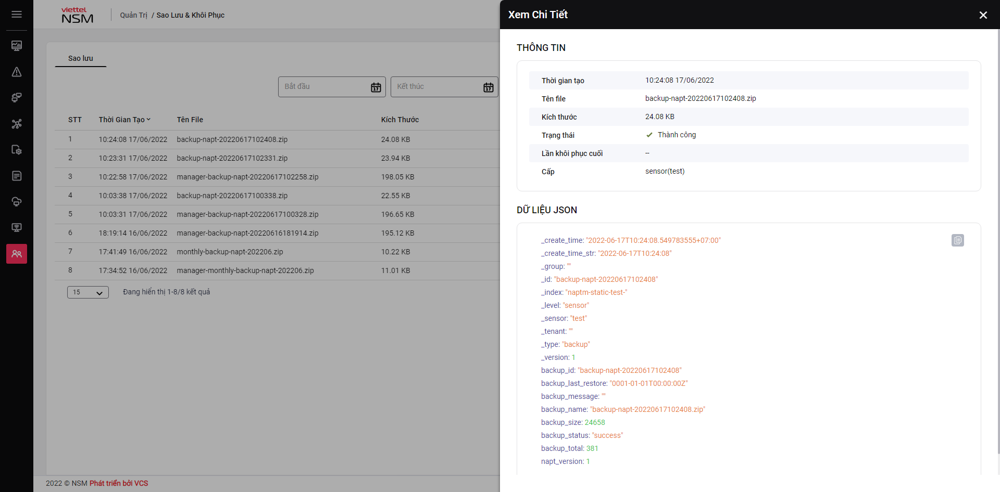 viettel
NSM
Quản Trị / Sao Lưu & Khôi Phục
Sao lưu
Bắt đầu
17
Kết thúc
17
STT Thời Gian Tạo Tên File Kích Thước
1 10:24:08 17/06/2022 backup-napt-20220617102408.zip 24.08 KB
2 10:23:31 17/06/2022 backup-napt-20220617102331.zip 23.94 KB
3 10:22:58 17/06/2022 manager-backup-napt-20220617102258.zip 198.05 KB
4 10:03:38 17/06/2022 backup-napt-20220617100338.zip 22.55 KB
5 10:03:31 17/06/2022 manager-backup-napt-20220617100328.zip 196.65 KB
6 18:19:14 16/06/2022 manager-backup-napt-20220616181914.zip 195.12 KB
7 17:41:49 16/06/2022 monthly-backup-napt-202206.zip 10.22 KB
8 17:34:52 16/06/2022 manager-monthly-backup-napt-202206.zip 11.01 KB
15 Đang hiển thị 1-8/8 kết quả
2022 © NSM Phát triển bởi VCS
Xem Chi Tiết
THÔNG TIN
Thời gian tạo 10:24:08 17/06/2022
Tên file backup-napt-20220617102408.zip
Kích thước 24.08 KB
Trạng thái Thành công
Lần khôi phục cuối --
Cấp sensor(test)
DỮ LIỆU JSON
_create_time: "2022-06-17T10:24:08.549783555+07:00"
_create_time_str: "2022-06-17T10:24:08"
_group: ""
_id: "backup-napt-20220617102408"
_index: "naptm-static-test-"
_level: "sensor"
_sensor: "test"
_tenant: ""
_type: "backup"
_version: 1
backup_id: "backup-napt-20220617102408"
backup_last_restore: "0001-01-01T00:00:00Z"
backup_message: ""
backup_name: "backup-napt-20220617102408.zip"
backup_size: 24658
backup_status: "success"
backup_total: 381
napt_version: 1